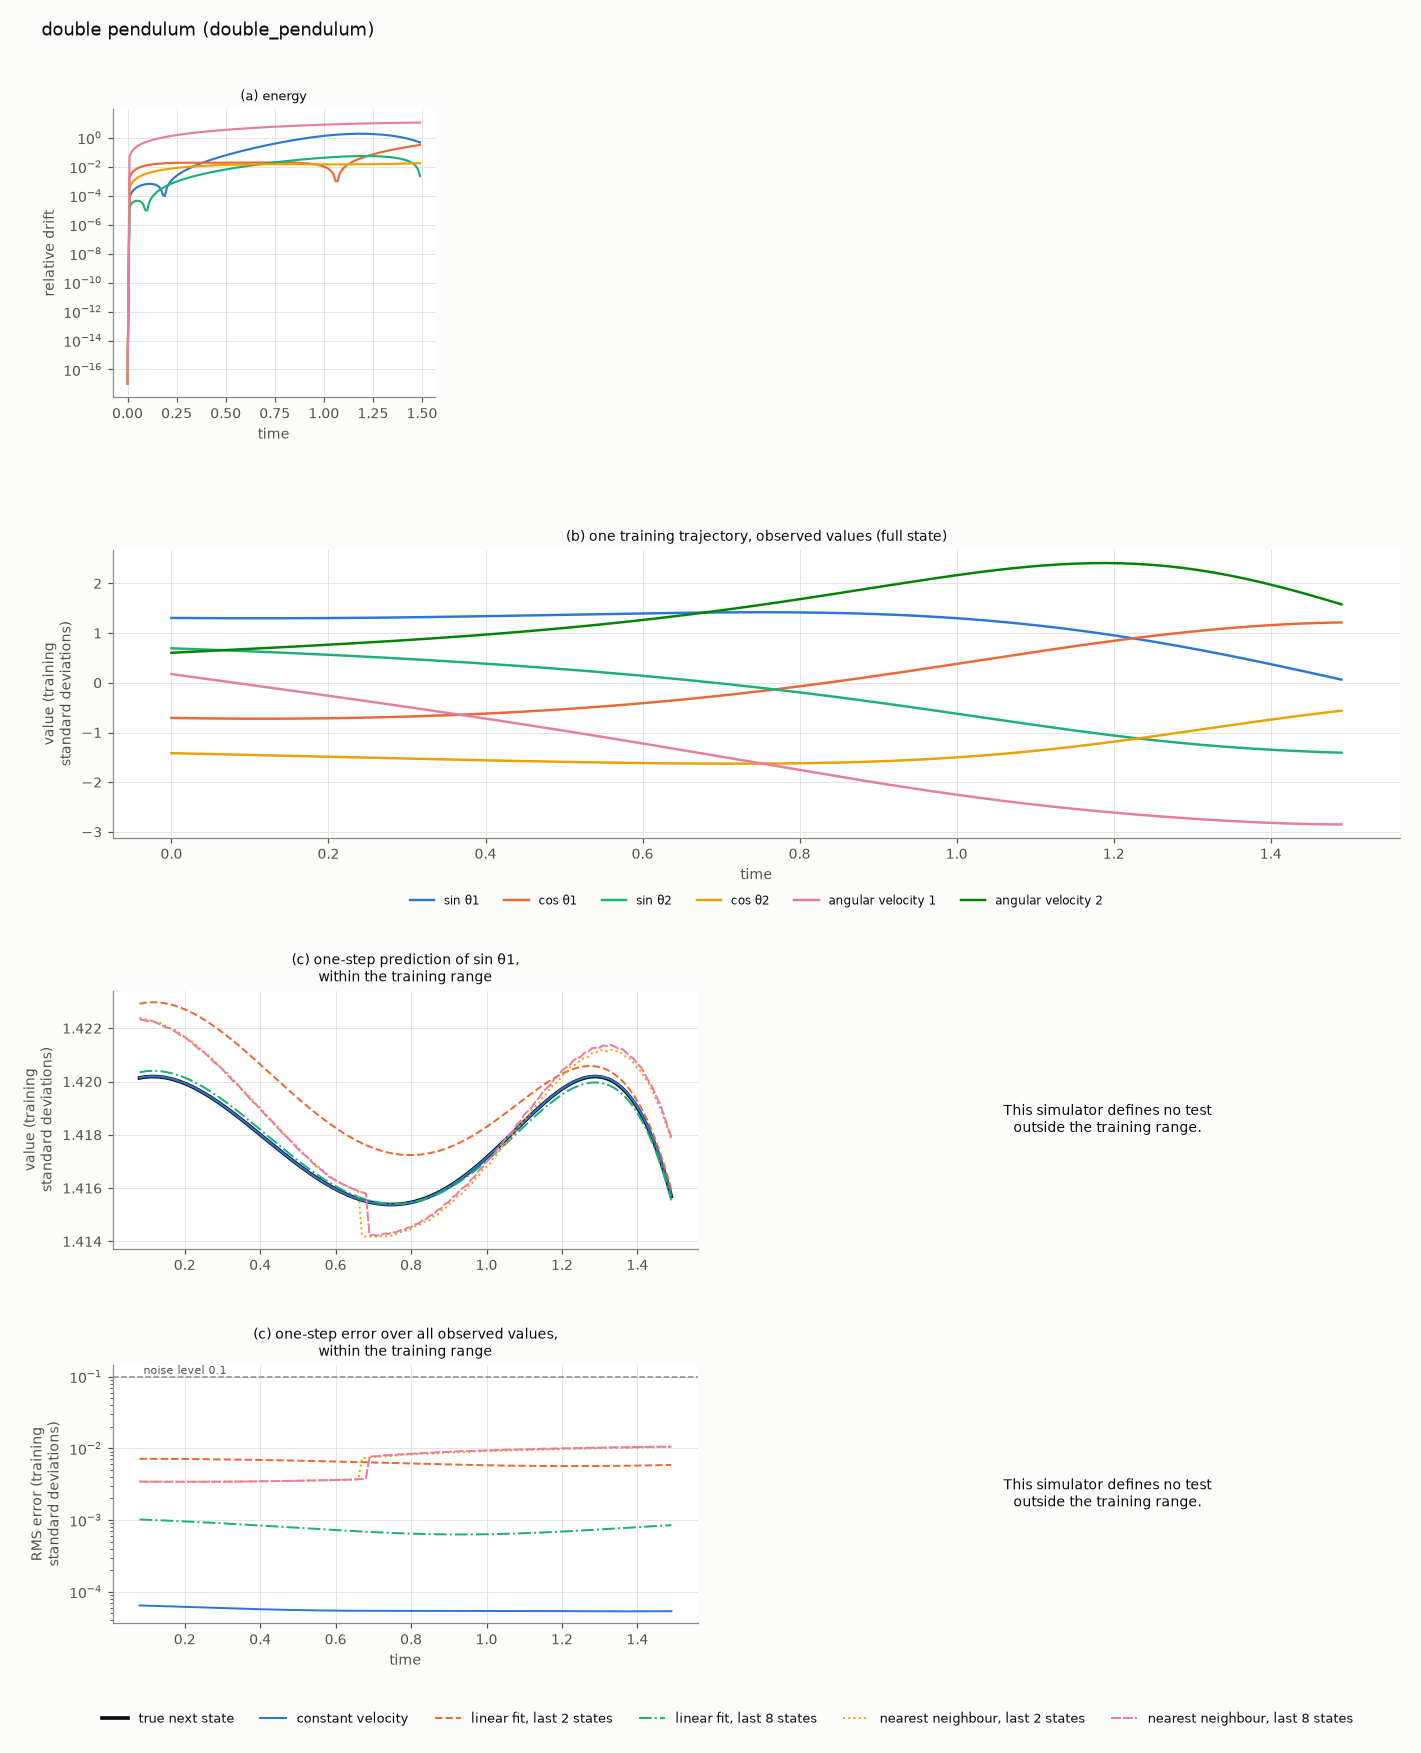 double pendulum (double_pendulum)
(a) energy
relative drift
10⁰
10⁻²
10⁻⁴
10⁻⁶
10⁻⁸
10⁻¹⁰
10⁻¹²
10⁻¹⁴
10⁻¹⁶
0.00 0.25 0.50 0.75 1.00 1.25 1.50
time
(b) one training trajectory, observed values (full state)
value (training
standard deviations)
2
1
0
−1
−2
−3
0.0 0.2 0.4 0.6 0.8 1.0 1.2 1.4
time
sin θ1 cos θ1 sin θ2 cos θ2 angular velocity 1 angular velocity 2
(c) one-step prediction of sin θ1,
within the training range
value (training
standard deviations)
1.422
1.420
1.418
1.416
1.414
0.2 0.4 0.6 0.8 1.0 1.2 1.4
This simulator defines no test
outside the training range.
(c) one-step error over all observed values,
within the training range
RMS error (training
standard deviations)
noise level 0.1
10⁻¹
10⁻²
10⁻³
10⁻⁴
0.2 0.4 0.6 0.8 1.0 1.2 1.4
time
This simulator defines no test
outside the training range.
true next state constant velocity linear fit, last 2 states linear fit, last 8 states nearest neighbour, last 2 states nearest neighbour, last 8 states